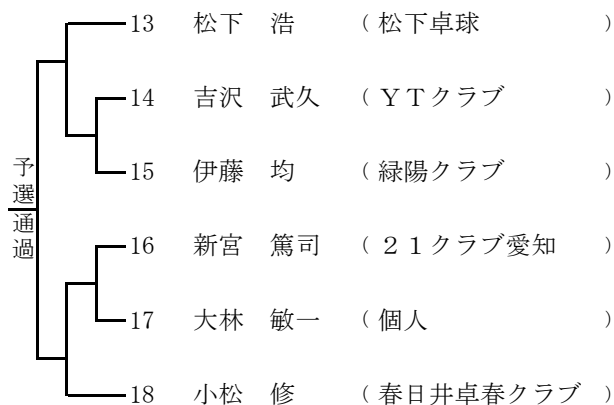 13 松下 浩 （松下卓球）
14 吉沢 武久 （ＹＴクラブ）
15 伊藤 均 （緑陽クラブ）
予選通過
16 新宮 篤司 （２１クラブ愛知）
17 大林 敏一 （個人）
18 小松 修 （春日井卓春クラブ）